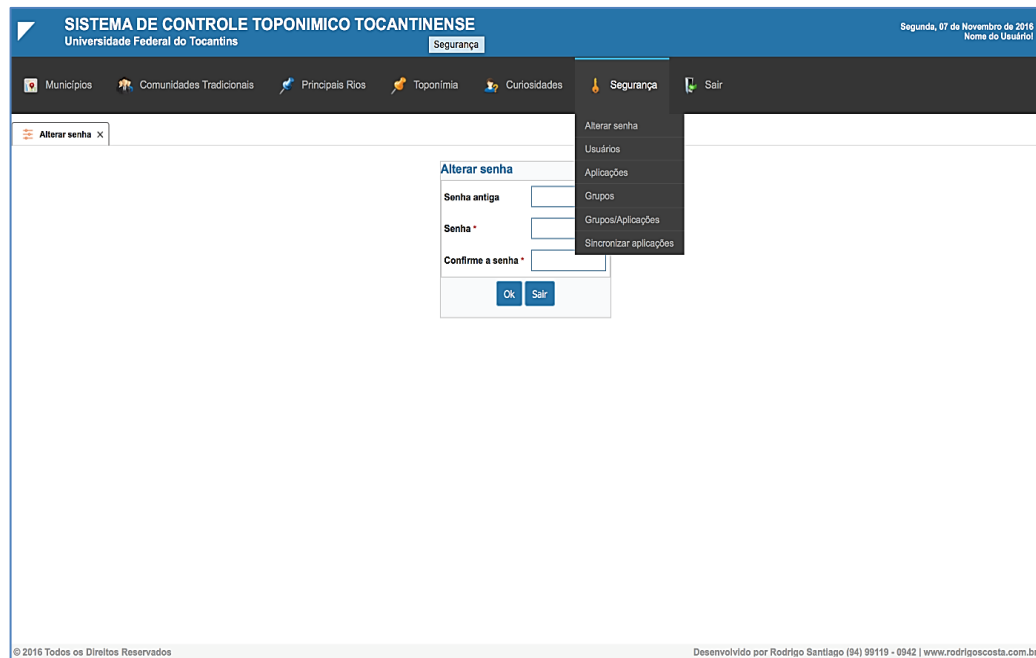 SISTEMA DE CONTROLE TOPONIMICO TOCANTINENSE
Universidade Federal do Tocantins
Segurança
Segunda, 07 de Novembro de 2016
Nome do Usuáriol
Municípios Comunidades Tradicionais Principais Rios Toponímia Curiosidades Segurança Sair
Alterar senha X
Alterar senha
Usuários
Aplicações
Grupos
Grupos/Aplicações
Sincronizar aplicações
Alterar senha
Senha antiga
Senha *
Confirme a senha *
Ok Sair
© 2016 Todos os Direitos Reservados
Desenvolvido por Rodrigo Santiago (94) 99119 - 0942 | www.rodrigoscosta.com.br